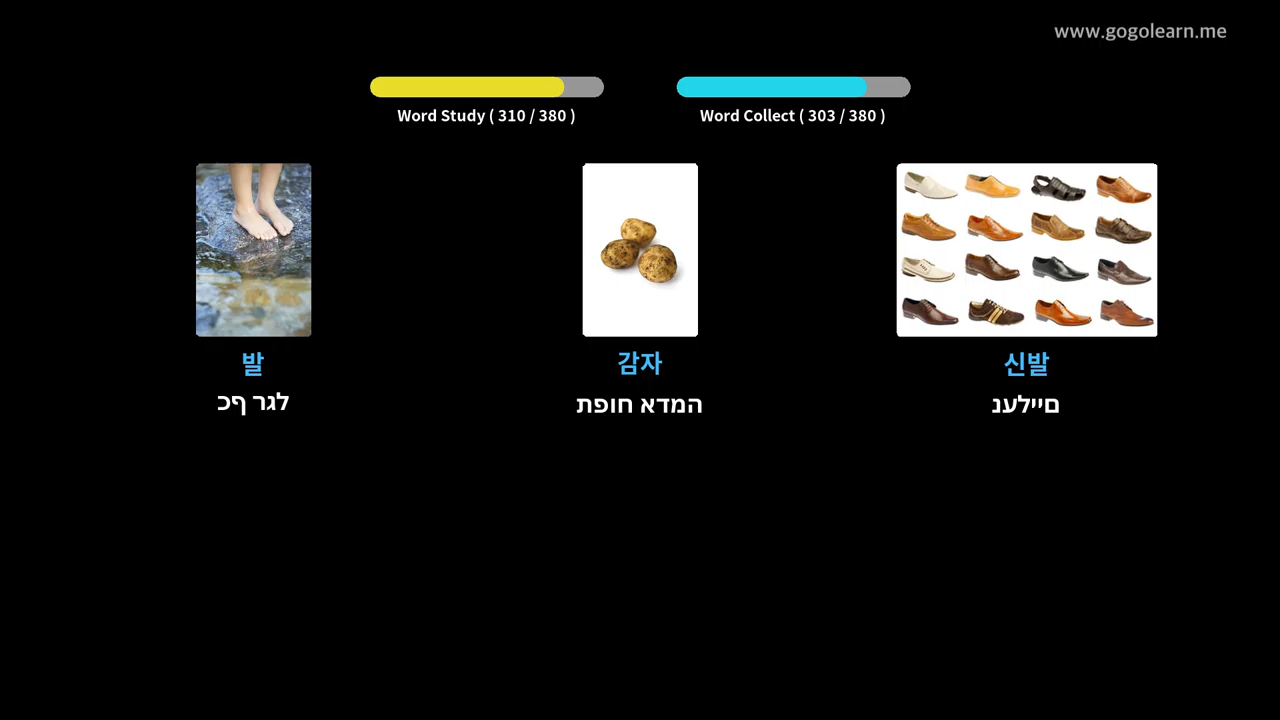 www.gogolearn.me
Word Study ( 310 / 380 )
Word Collect ( 303 / 380 )
발
לגר ףכ
감자
המדא חופת
신발
םיילענ